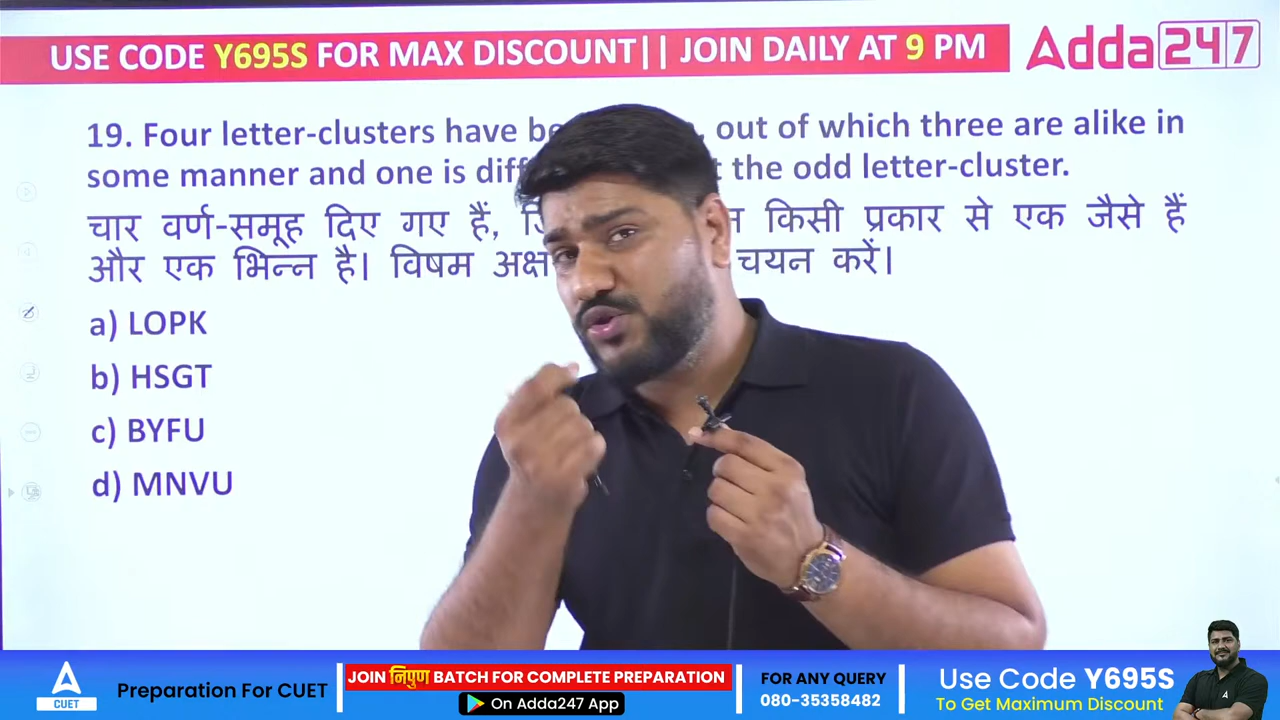 USE CODE Y695S FOR MAX DISCOUNT|| JOIN DAILY AT 9 PM
Adda247
19. Four letter-clusters have out of which three are alike in
some manner and one is the odd letter-cluster.
चार वर्ण-समूह दिए गए हैं, किसी प्रकार से एक जैसे हैं
और एक भिन्न है। विषम चयन करें।
a) LOPK
b) HSGT
c) BYFU
d) MNVU
CUET
Preparation For CUET
JOIN निपुण BATCH FOR COMPLETE PREPARATION
On Adda247 App
FOR ANY QUERY
080-35358482
Use Code Y695S
To Get Maximum Discount